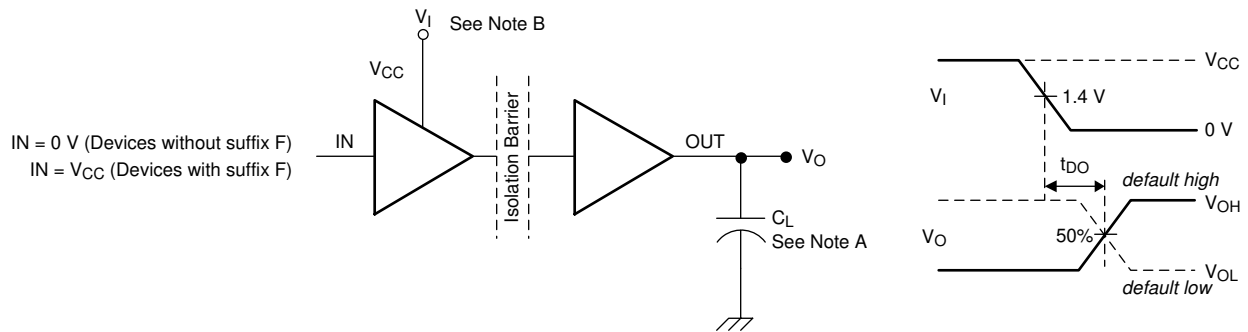 V_I
See Note B
V_CC
IN = 0 V (Devices without suffix F)
IN = V_CC (Devices with suffix F)
IN
Isolation Barrier
OUT
V_O
C_L
See Note A
V_CC
V_I
1.4 V
0 V
t_DO
default high
V_OH
V_O
50%
V_OL
default low